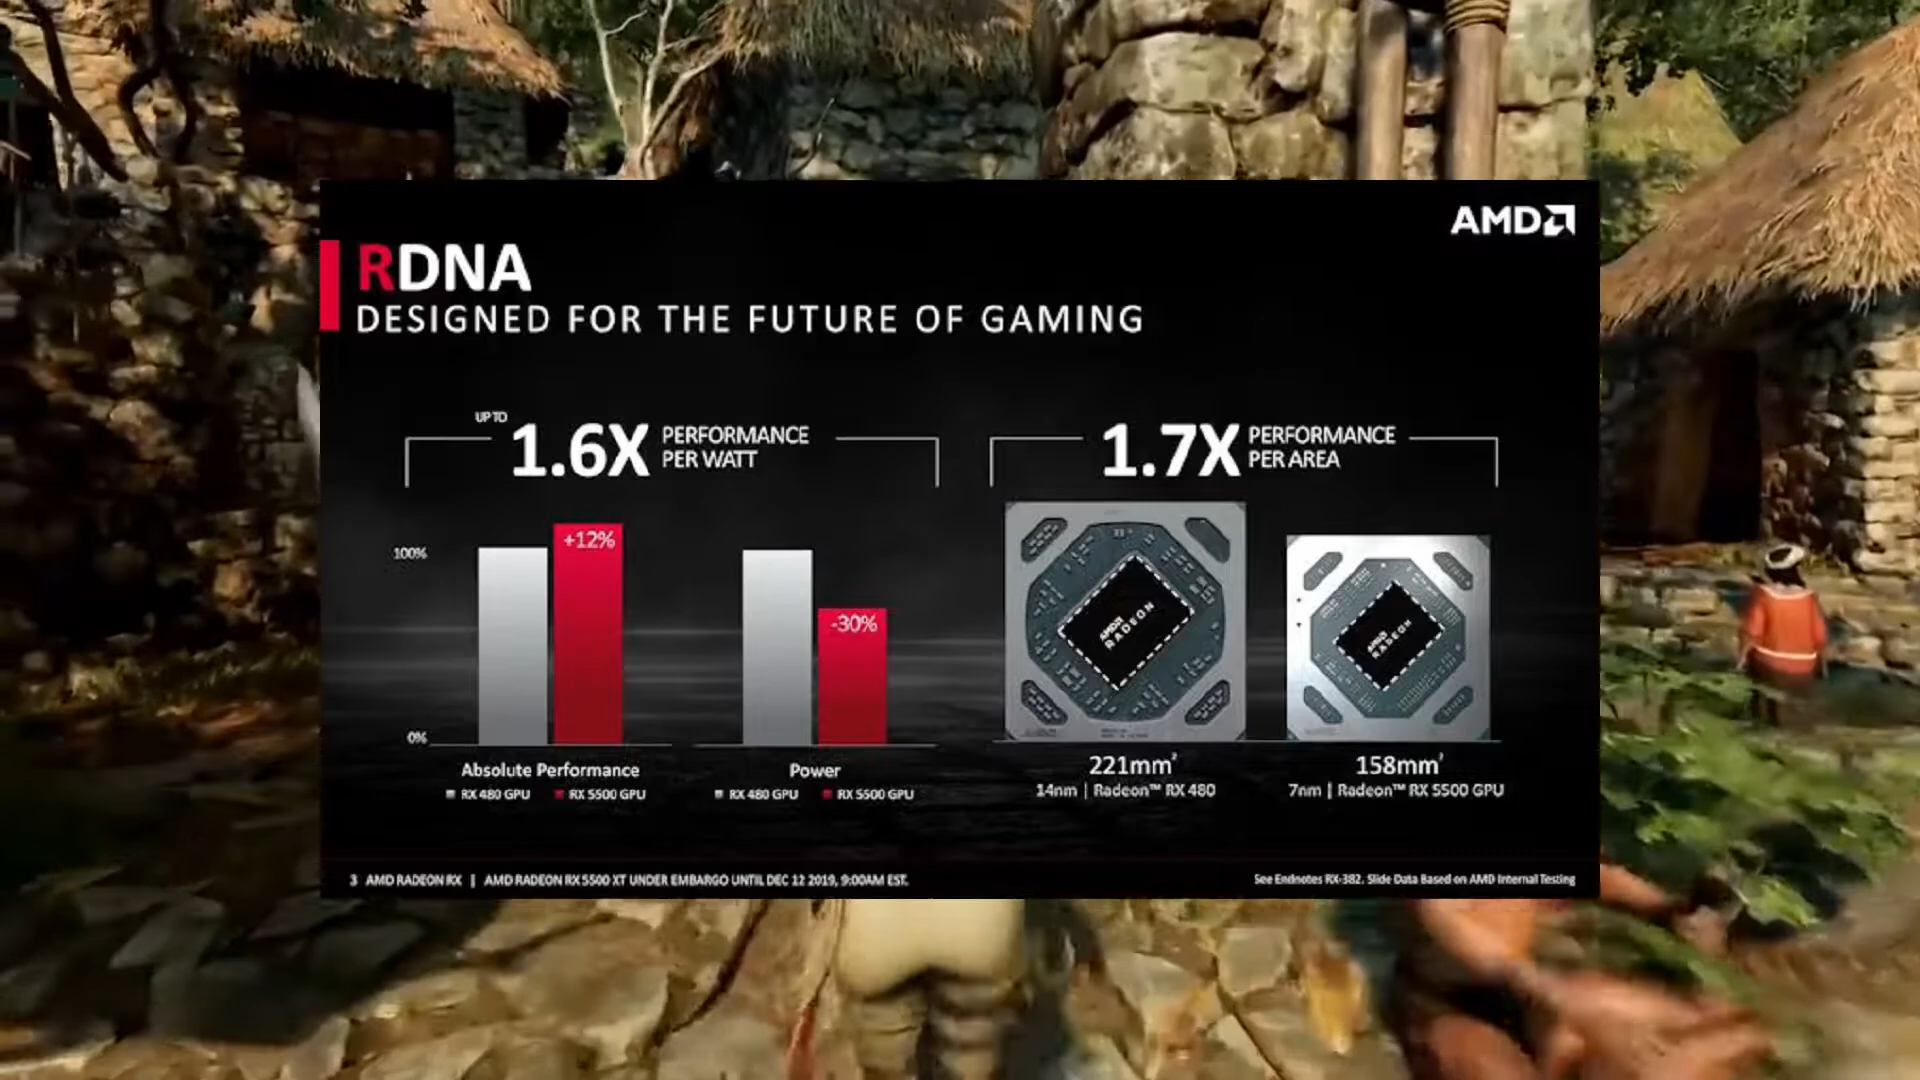 AMD
RDNA
DESIGNED FOR THE FUTURE OF GAMING
UP TO
1.6X PERFORMANCE
PER WATT
1.7X PERFORMANCE
PER AREA
100%
+12%
-30%
0%
AMD
RADEON
AMD
RADEON
Absolute Performance
RX 480 GPU RX 5500 GPU
Power
RX 480 GPU RX 5500 GPU
221mm²
14nm | Radeon™ RX 480
158mm²
7nm | Radeon™ RX 5500 GPU
3 AMD RADEON RX | AMD RADEON RX 5500 XT UNDER EMBARGO UNTIL DEC 12 2019, 9:00AM EST.
See Endnotes RX-382. Slide Data Based on AMD Internal Testing